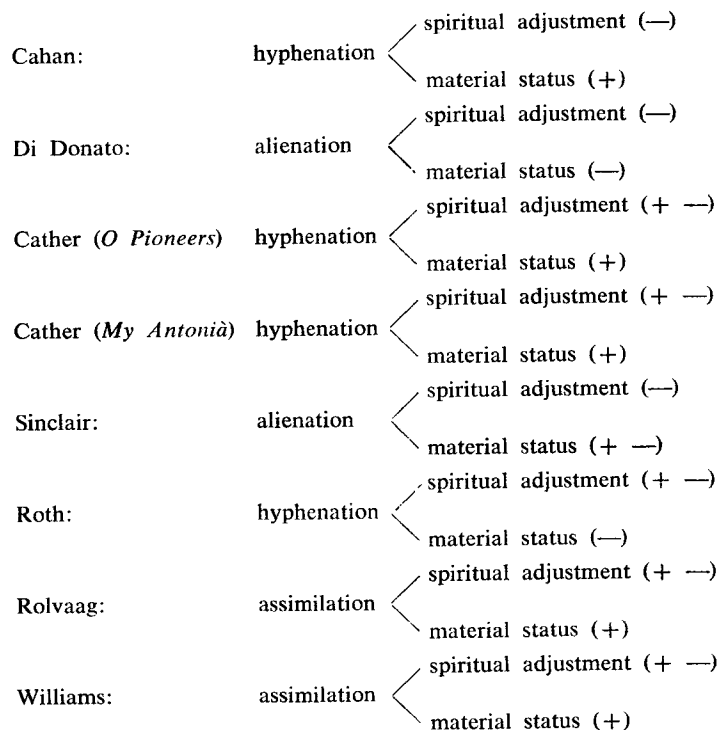 spiritual adjustment (—)
Cahan: hyphenation
material status (+)
spiritual adjustment (—)
Di Donato: alienation
material status (—)
spiritual adjustment (+ —)
Cather (O Pioneers) hyphenation
material status (+)
spiritual adjustment (+ —)
Cather (My Antonià) hyphenation
material status (+)
spiritual adjustment (—)
Sinclair: alienation
material status (+ —)
spiritual adjustment (+ —)
Roth: hyphenation
material status (—)
spiritual adjustment (+ —)
Rolvaag: assimilation
material status (+)
spiritual adjustment (+ —)
Williams: assimilation
material status (+)